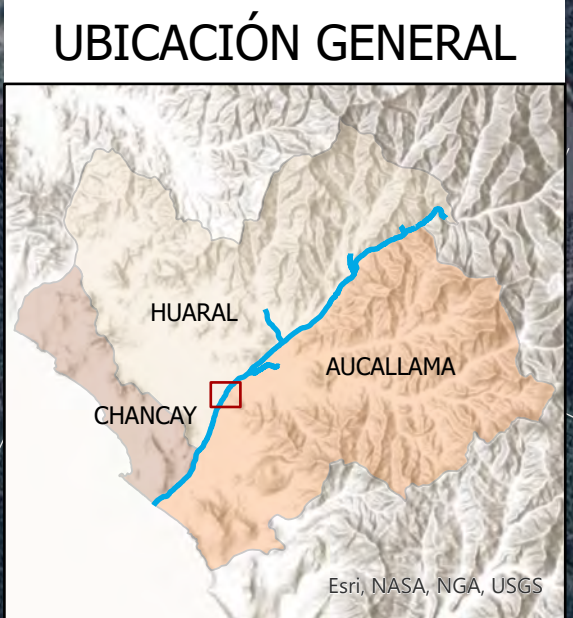 UBICACIÓN GENERAL
HUARAL
AUCALLAMA
CHANCAY
Esri, NASA, NGA, USGS